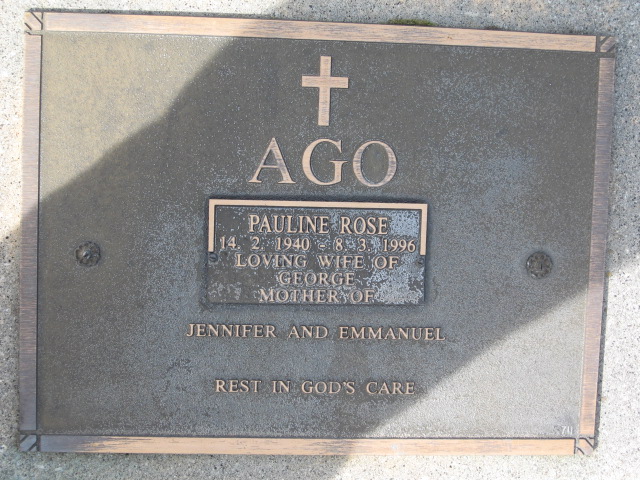 AGO
PAULINE ROSE
14. 2. 1940 - 8. 3. 1996
LOVING WIFE OF
GEORGE
MOTHER OF
JENNIFER AND EMMANUEL
REST IN GOD'S CARE